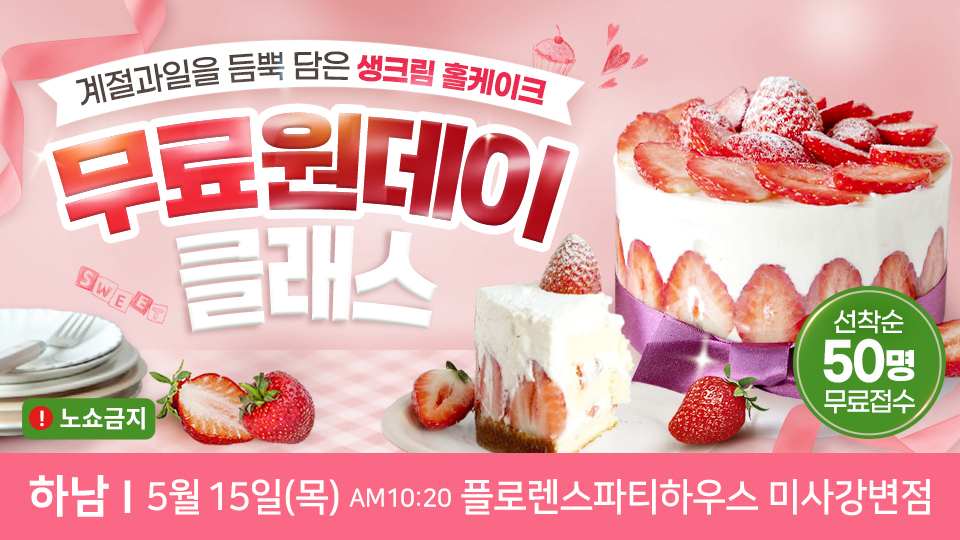 계절과일을 듬뿍 담은 생크림 홀케이크
무료원데이
클래스
SWEET
선착순
50명
무료접수
! 노쇼금지
하남 | 5월 15일(목) AM10:20 플로렌스파티하우스 미사강변점